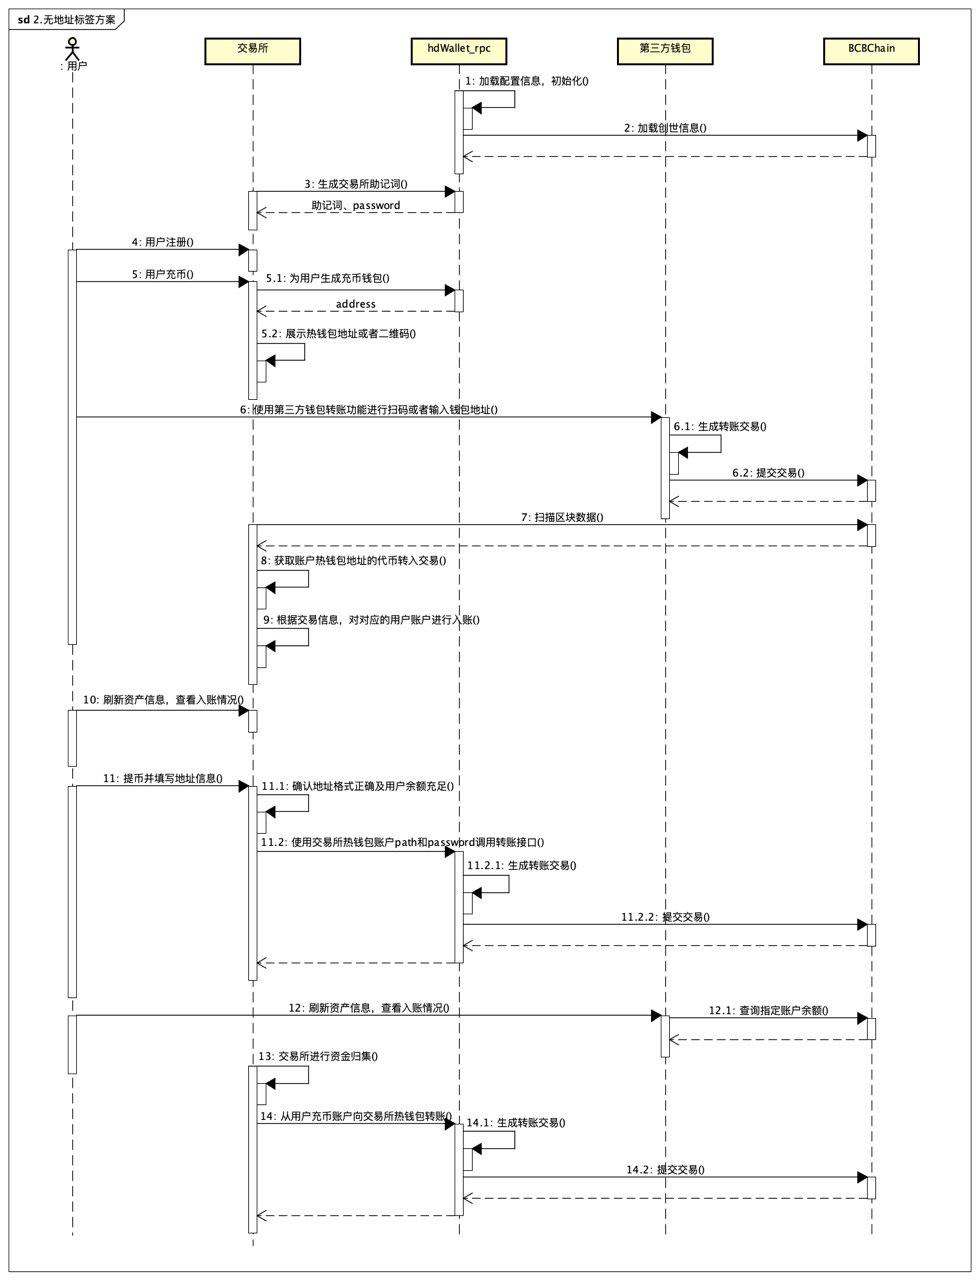 sd 2.无地址标签方案
: 用户
交易所
hdWallet_rpc
第三方钱包
BCBChain
1: 加载配置信息，初始化()
2: 加载创世信息()
3: 生成交易所助记词()
助记词、password
4: 用户注册()
5: 用户充币()
5.1: 为用户生成充币钱包()
address
5.2: 展示热钱包地址或者二维码()
6: 使用第三方钱包转账功能进行扫码或者输入钱包地址()
6.1: 生成转账交易()
6.2: 提交交易()
7: 扫描区块数据()
8: 获取账户热钱包地址的代币转入交易()
9: 根据交易信息，对对应的用户账户进行入账()
10: 刷新资产信息，查看入账情况()
11: 提币并填写地址信息()
11.1: 确认地址格式正确及用户余额充足()
11.2: 使用交易所热钱包账户path和password调用转账接口()
11.2.1: 生成转账交易()
11.2.2: 提交交易()
12: 刷新资产信息，查看入账情况()
12.1: 查询指定账户余额()
13: 交易所进行资金归集()
14: 从用户充币账户向交易所热钱包转账()
14.1: 生成转账交易()
14.2: 提交交易()